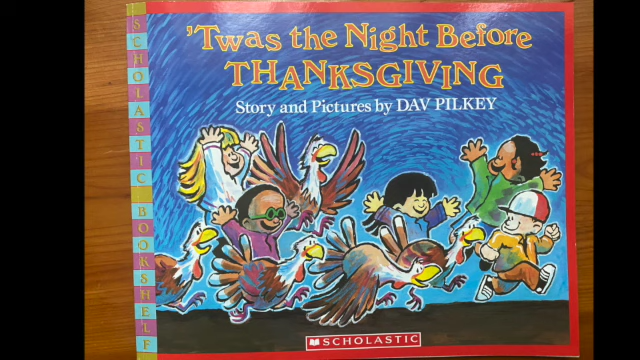 'Twas the Night Before
THANKSGIVING
Story and Pictures by DAV PILKEY
SCHOLASTIC BOOKSHELF
SCHOLASTIC